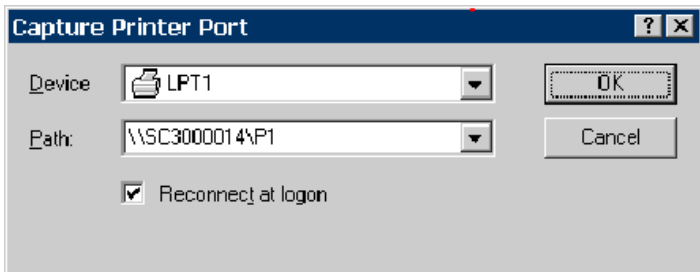 Capture Printer Port
Device LPT1 OK
Path: \\SC3000014\P1 Cancel
Reconnect at logon